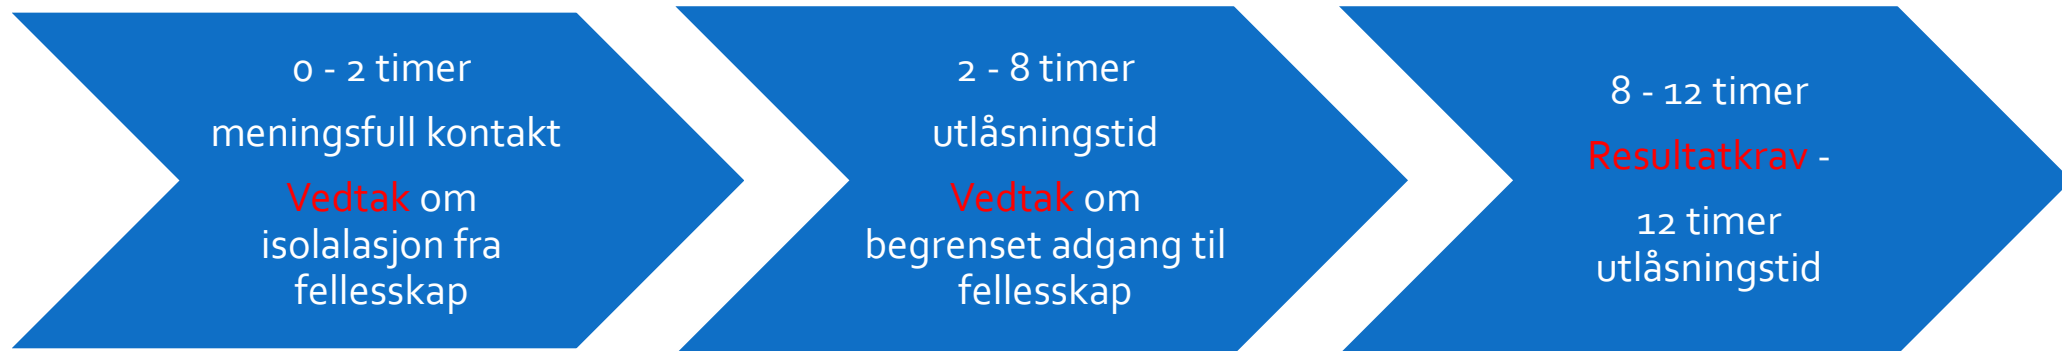 0 - 2 timer
meningsfull kontakt
Vedtak om
isolalasjon fra
fellesskap
2 - 8 timer
utlåsningstid
Vedtak om
begrenset adgang til
fellesskap
8 - 12 timer
Resultatkrav -
12 timer
utlåsningstid